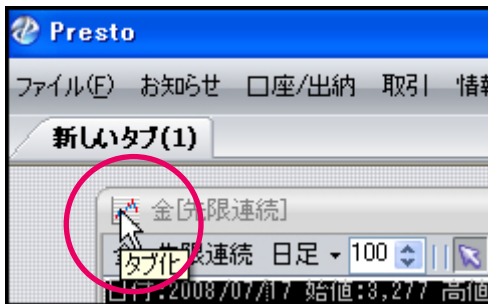 Presto
ファイル(F) お知らせ 口座/出納 取引 情報
新しいタブ(1)
金[先限連続]
先限連続 日足 100
タブ化
日付:2008/07/17 始値:3,277 高値